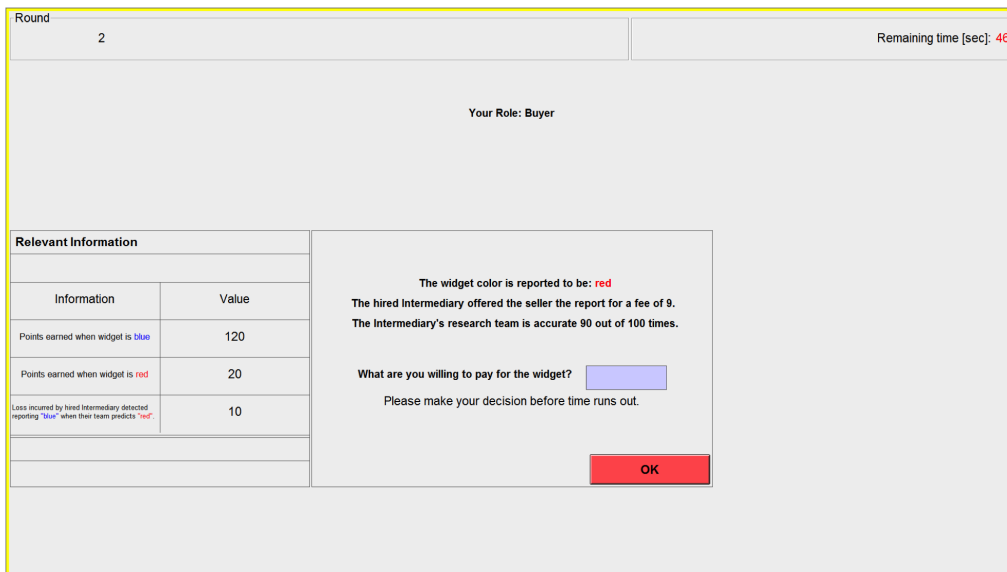 Round
2
Remaining time [sec]: 46
Your Role: Buyer
Relevant Information
Information Value
Points earned when widget is blue 120
Points earned when widget is red 20
Loss incurred by hired Intermediary detected
reporting "blue" when their team predicts "red". 10
The widget color is reported to be: red
The hired Intermediary offered the seller the report for a fee of 9.
The Intermediary's research team is accurate 90 out of 100 times.
What are you willing to pay for the widget?
Please make your decision before time runs out.
OK